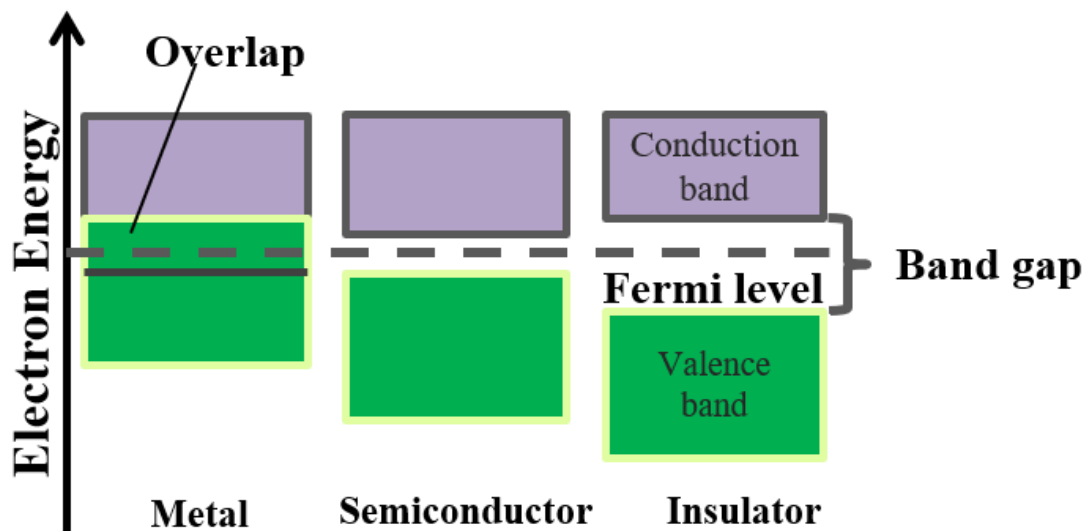 Overlap
Electron Energy
Conduction
band
Fermi level
Band gap
Valence
band
Metal
Semiconductor
Insulator